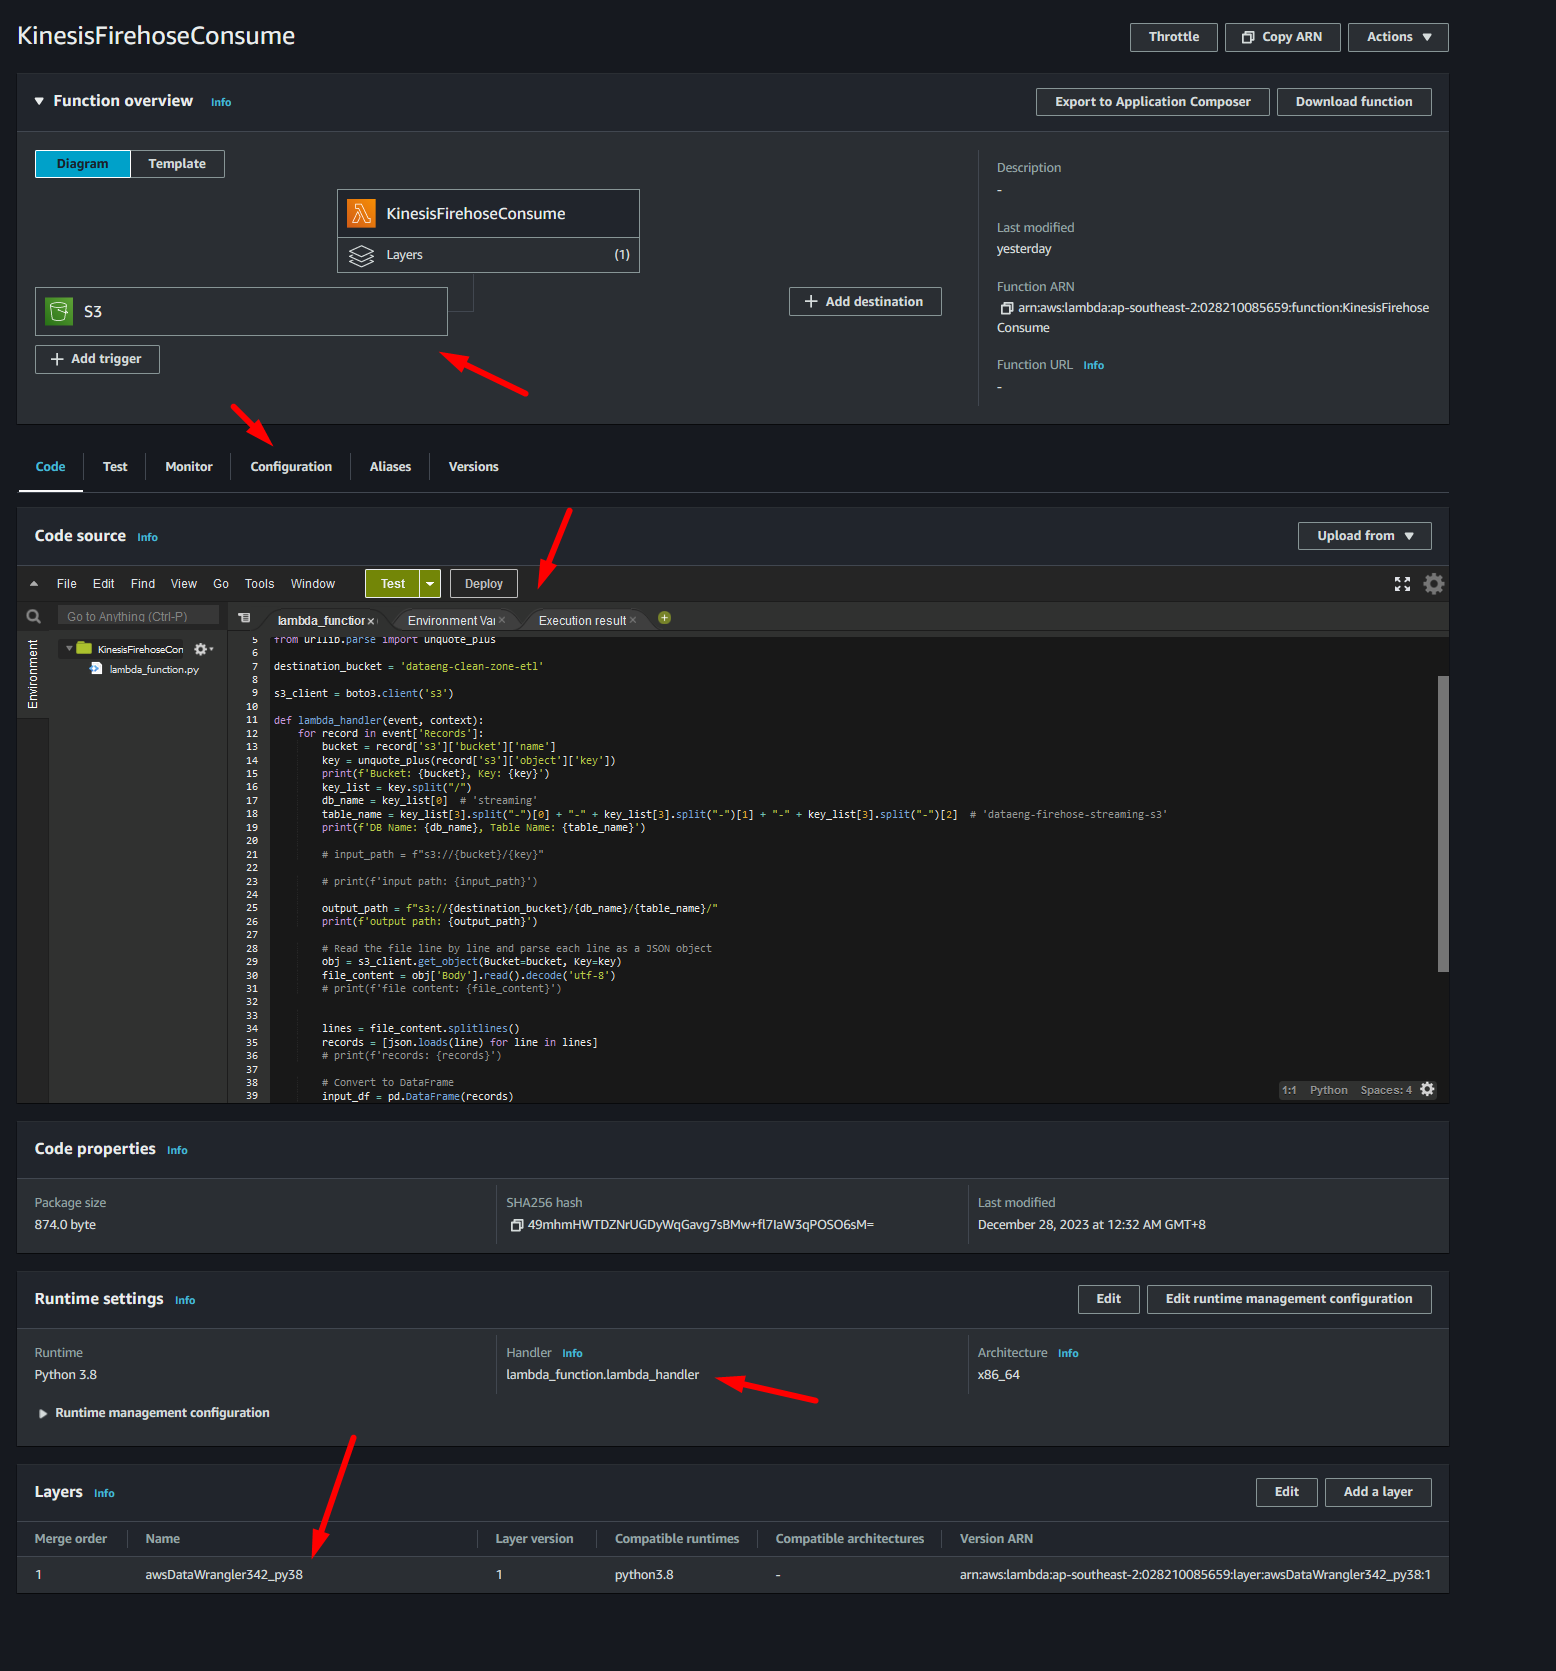 KinesisFirehoseConsume
Throttle
Copy ARN
Actions
Function overview
Info
Export to Application Composer
Download function
Diagram
Template
KinesisFirehoseConsume
Layers
(1)
S3
Add trigger
Add destination
Description
-
Last modified
yesterday
Function ARN
arn:aws:lambda:ap-southeast-2:028210085659:function:KinesisFirehose
Consume
Function URL
Info
-
Code
Test
Monitor
Configuration
Aliases
Versions
Code source
Info
Upload from
File
Edit
Find
View
Go
Tools
Window
Test
Deploy
Go to Anything (Ctrl-P)
Environment
KinesisFirehoseCon
lambda_function.py
lambda_function
Environment Var
Execution result
5 from urllib.parse import unquote_plus
6
7 destination_bucket = 'dataeng-clean-zone-etl'
8
9 s3_client = boto3.client('s3')
10
11 def lambda_handler(event, context):
12     for record in event['Records']:
13         bucket = record['s3']['bucket']['name']
14         key = unquote_plus(record['s3']['object']['key'])
15         print(f'Bucket: {bucket}, Key: {key}')
16         key_list = key.split("/")
17         db_name = key_list[0]  # 'streaming'
18         table_name = key_list[3].split("-")[0] + "-" + key_list[3].split("-")[1] + "-" + key_list[3].split("-")[2]  # 'dataeng-firehose-streaming-s3'
19         print(f'DB Name: {db_name}, Table Name: {table_name}')
20
21         # input_path = f"s3://{bucket}/{key}"
22
23         # print(f'input path: {input_path}')
24
25         output_path = f"s3://{destination_bucket}/{db_name}/{table_name}/"
26         print(f'output path: {output_path}')
27
28         # Read the file line by line and parse each line as a JSON object
29         obj = s3_client.get_object(Bucket=bucket, Key=key)
30         file_content = obj['Body'].read().decode('utf-8')
31         # print(f'file content: {file_content}')
32
33
34         lines = file_content.splitlines()
35         records = [json.loads(line) for line in lines]
36         # print(f'records: {records}')
37
38         # Convert to DataFrame
39         input_df = pd.DataFrame(records)
1:1
Python
Spaces: 4
Code properties
Info
Package size
874.0 byte
SHA256 hash
49mhmHWTDZNrUGDyWqGavg7sBMw+fl7IaW3qPOSO6sM=
Last modified
December 28, 2023 at 12:32 AM GMT+8
Runtime settings
Info
Edit
Edit runtime management configuration
Runtime
Python 3.8
Handler
Info
lambda_function.lambda_handler
Architecture
Info
x86_64
Runtime management configuration
Layers
Info
Edit
Add a layer
Merge order
Name
Layer version
Compatible runtimes
Compatible architectures
Version ARN
1
awsDataWrangler342_py38
1
python3.8
-
arn:aws:lambda:ap-southeast-2:028210085659:layer:awsDataWrangler342_py38:1